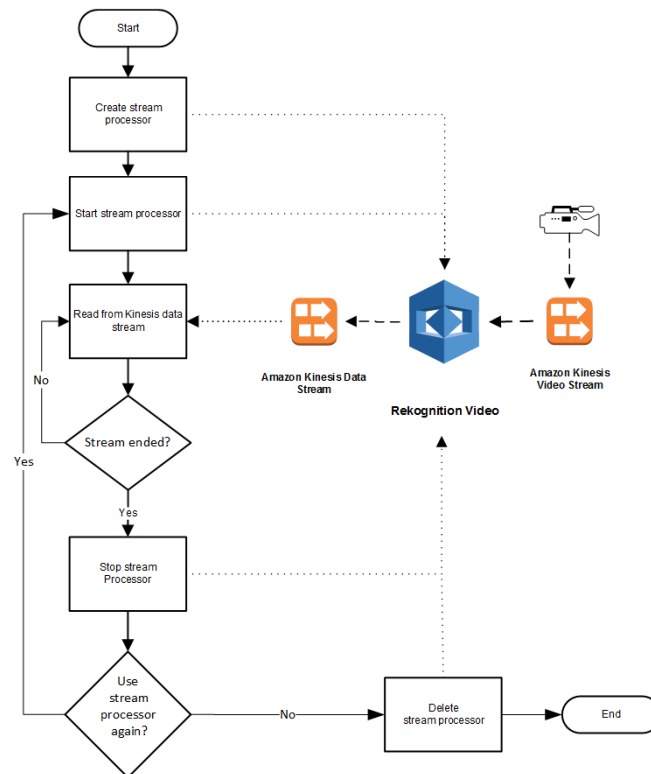 Start
Create stream
processor
Start stream processor
Read from Kinesis data
stream
Amazon Kinesis Data
Stream
Rekognition Video
Amazon Kinesis
Video Stream
No
Stream ended?
Yes
Yes
Stop stream
Processor
Use
stream
processor
again?
No
Delete
stream processor
End